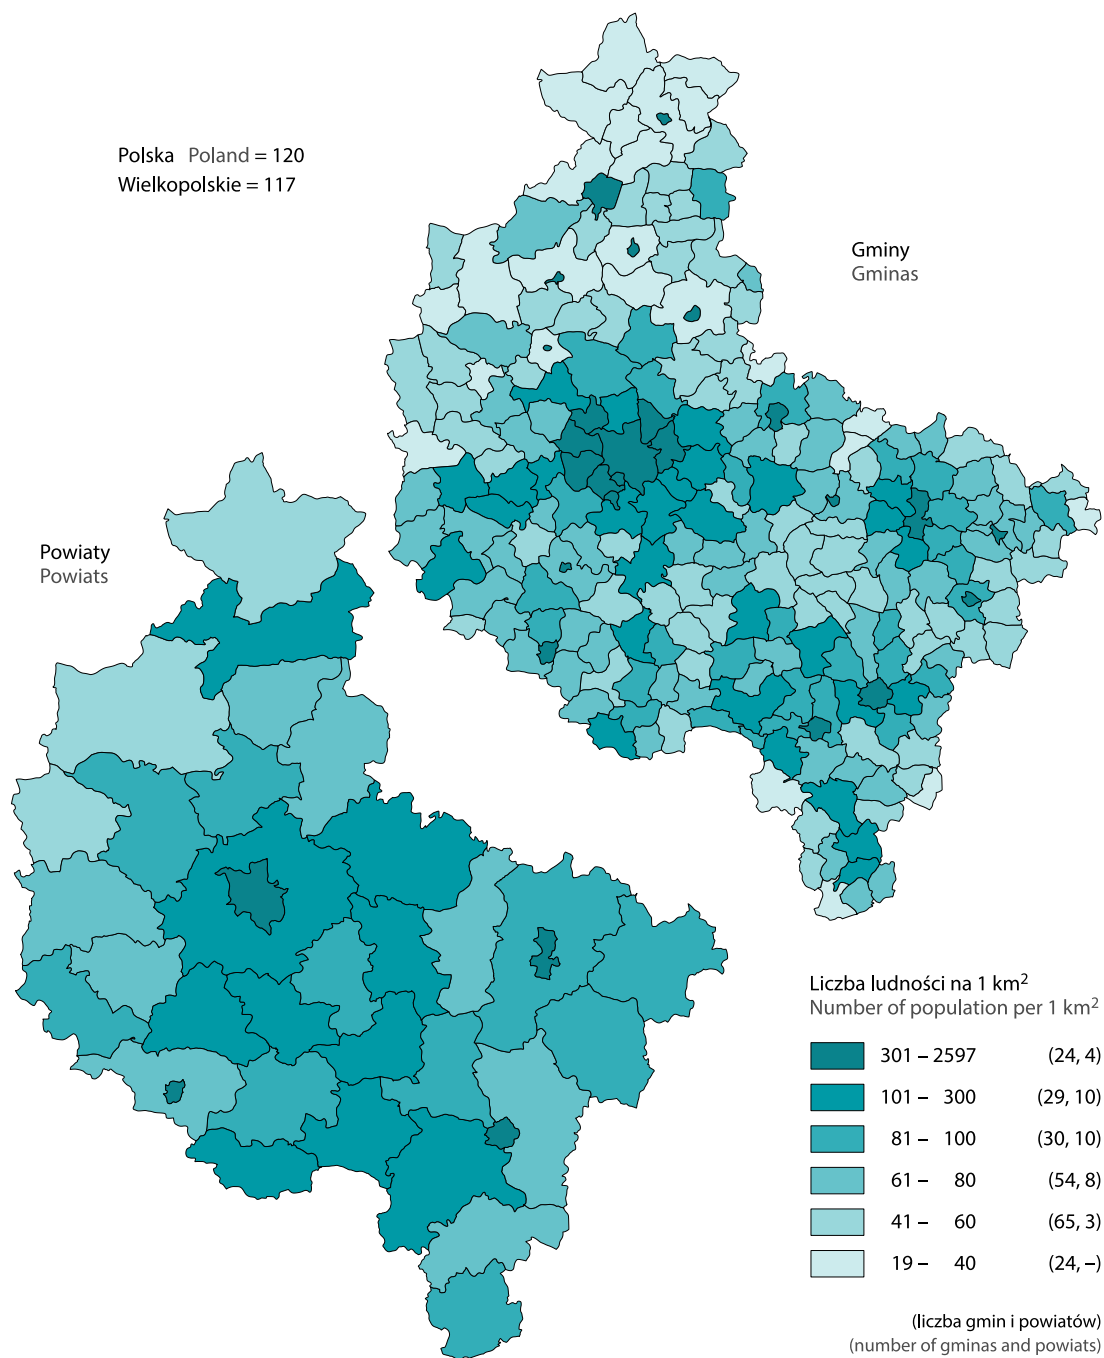 Polska Poland = 120
Wielkopolskie = 117
Gminy
Gminas
Powiaty
Powiats
Liczba ludności na 1 km²
Number of population per 1 km²
301 – 2597 (24, 4)
101 – 300 (29, 10)
81 – 100 (30, 10)
61 – 80 (54, 8)
41 – 60 (65, 3)
19 – 40 (24, –)
(liczba gmin i powiatów)
(number of gminas and powiats)